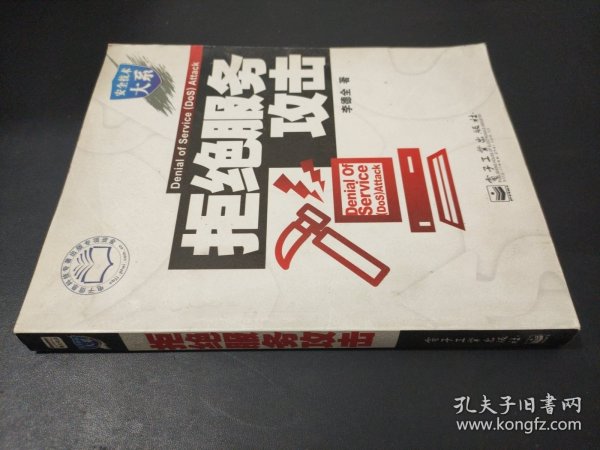 安全技术
大系
Denial of Service (DoS) Attack
拒绝服务
攻击
李德全 著
Denial Of
Service
(DoS)Attack
电子工业出版社
拒绝服务攻击
电子工业出版社
孔夫子旧书网
www.kongfz.com